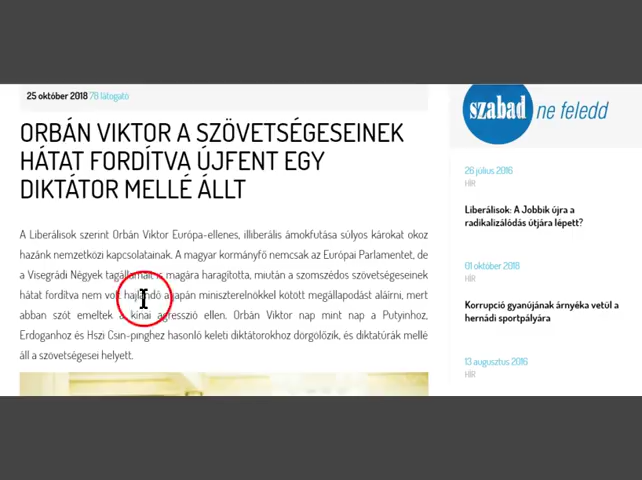 25 október 2018 78 látogató
ORBÁN VIKTOR A SZÖVETSÉGESEINEK
HÁTAT FORDÍTVA ÚJFENT EGY
DIKTÁTOR MELLÉ ÁLLT
A Liberálisok szerint Orbán Viktor Európa-ellenes, illiberális ámokfutása súlyos károkat okoz
hazánk nemzetközi kapcsolatainak. A magyar kormányfő nemcsak az Európai Parlamentet, de
a Visegrádi Négyek tagállamait is magára haragította, miután a szomszédos szövetségeseinek
hátat fordítva nem volt hajlandó a japán miniszterelnökkel kötött megállapodást aláírni, mert
abban szót emeltek a kínai agresszió ellen. Orbán Viktor nap mint nap a Putyinhoz,
Erdoganhoz és Hszi Csin-pinghez hasonló keleti diktátorokhoz dörgölőzik, és diktatúrák mellé
áll a szövetségesei helyett.
szabad ne feledd
26 július 2016
HÍR
Liberálisok: A Jobbik újra a
radikalizálódás útjára lépett?
01 október 2018
HÍR
Korrupció gyanújának árnyéka vetül a
hernádi sportpályára
13 augusztus 2016
HÍR